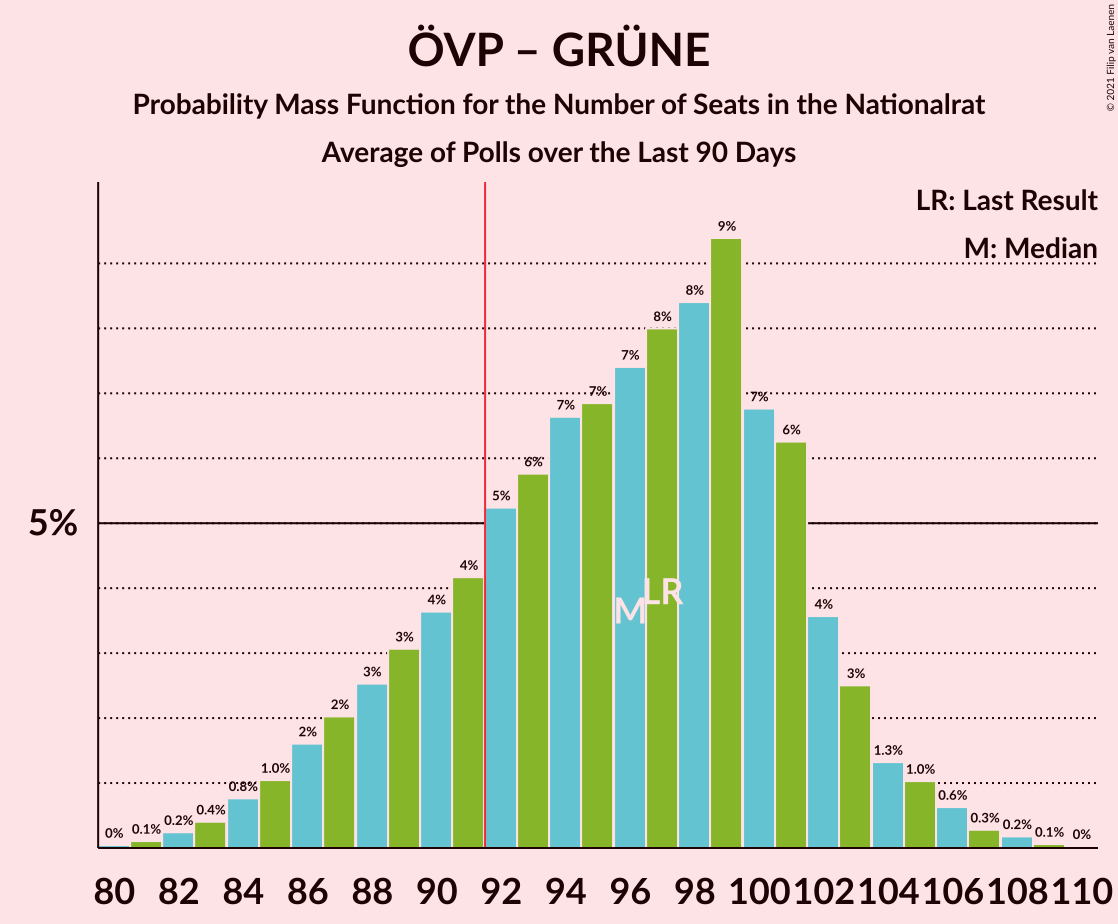 ÖVP – GRÜNE
Probability Mass Function for the Number of Seats in the Nationalrat
Average of Polls over the Last 90 Days
© 2021 Filip van Laenen
LR: Last Result
M: Median
5%
0% 0.1% 0.2% 0.4% 0.8% 1.0% 2% 2% 3% 3% 4% 4% 5% 6% 7% 7% 7% 8% 8% 9% 7% 6% 4% 3% 1.3% 1.0% 0.6% 0.3% 0.2% 0.1% 0%
M LR
80 82 84 86 88 90 92 94 96 98 100 102 104 106 108 110